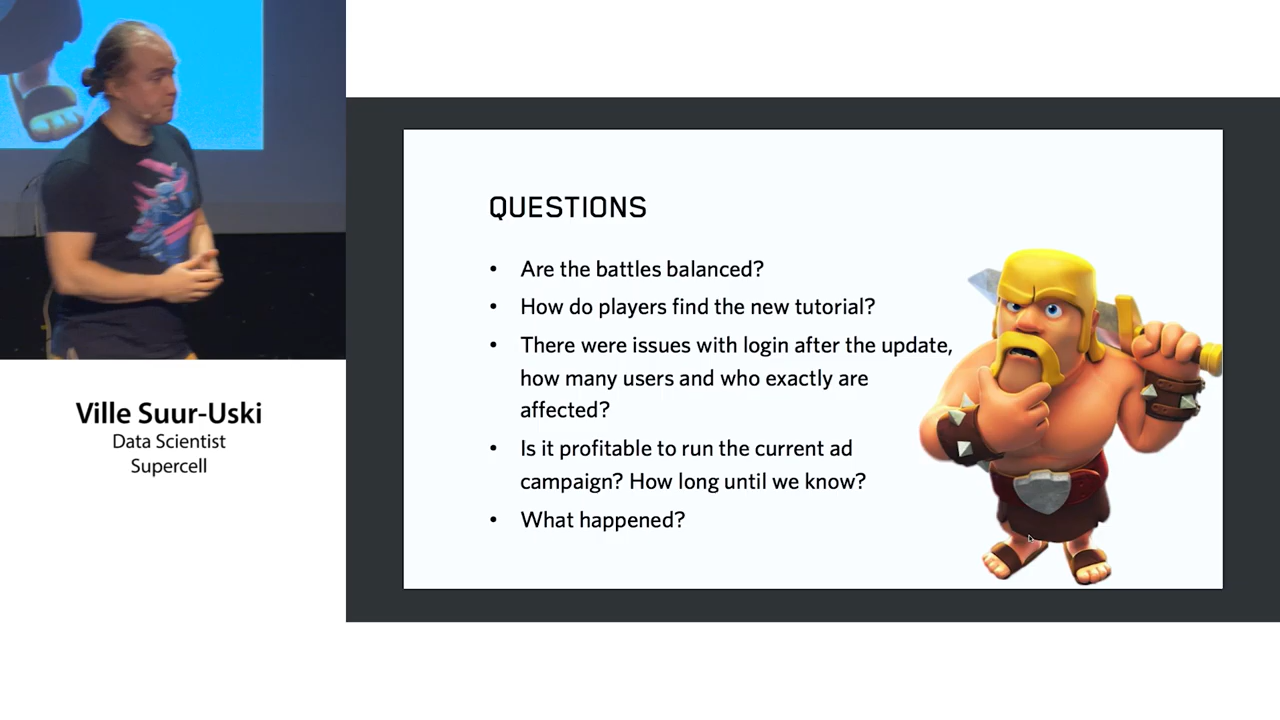 Ville Suur-Uski
Data Scientist
Supercell
QUESTIONS
• Are the battles balanced?
• How do players find the new tutorial?
• There were issues with login after the update,
how many users and who exactly are
affected?
• Is it profitable to run the current ad
campaign? How long until we know?
• What happened?